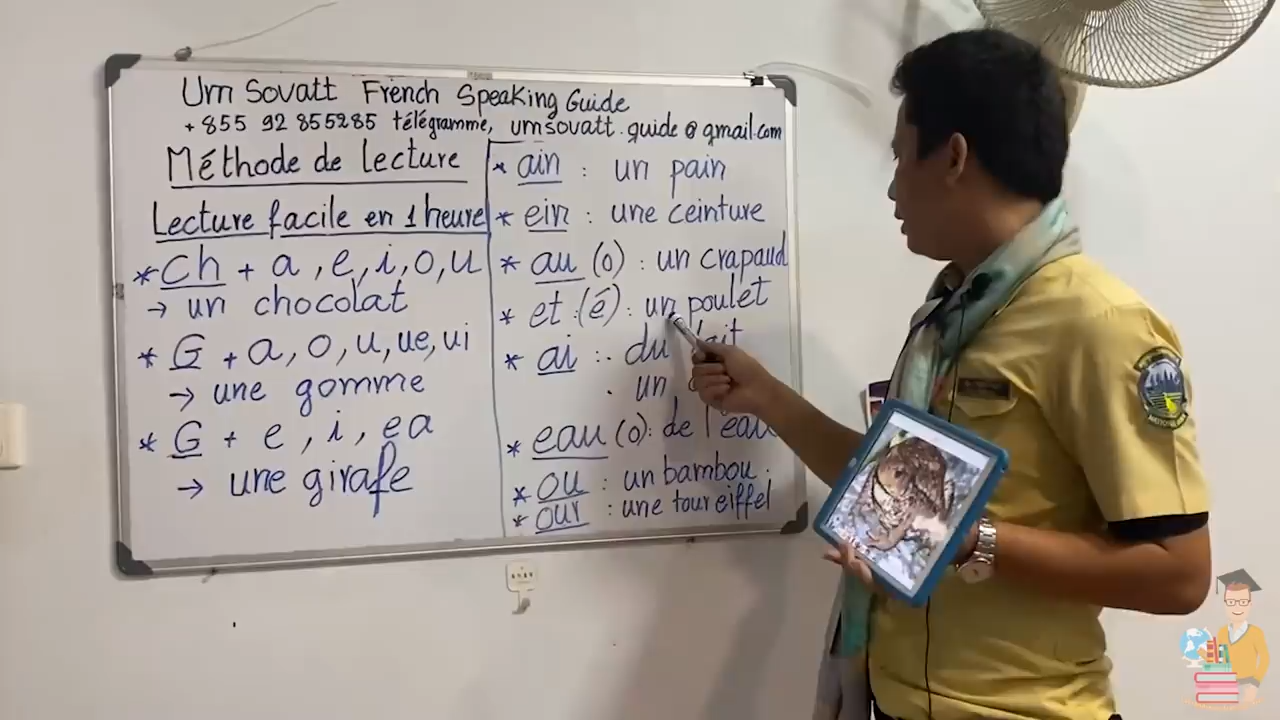 Um Sovatt French Speaking Guide
+855 92 855285 télégramme, umsovatt.guide@gmail.com
Méthode de Lecture
Lecture facile en 1 heure
* Ch + a, e, i, o, u
→ un chocolat
* G + a, o, u, ue, ui
→ une gomme
* G + e, i, ea
→ une girafe
* ain : un pain
* ein : une ceinture
* au (o) : un crapaud
* et (é) : un poulet
* ai : . du lait
. un
* eau (o) : de l'eau
* ou : un bambou.
* our : une tour eiffel